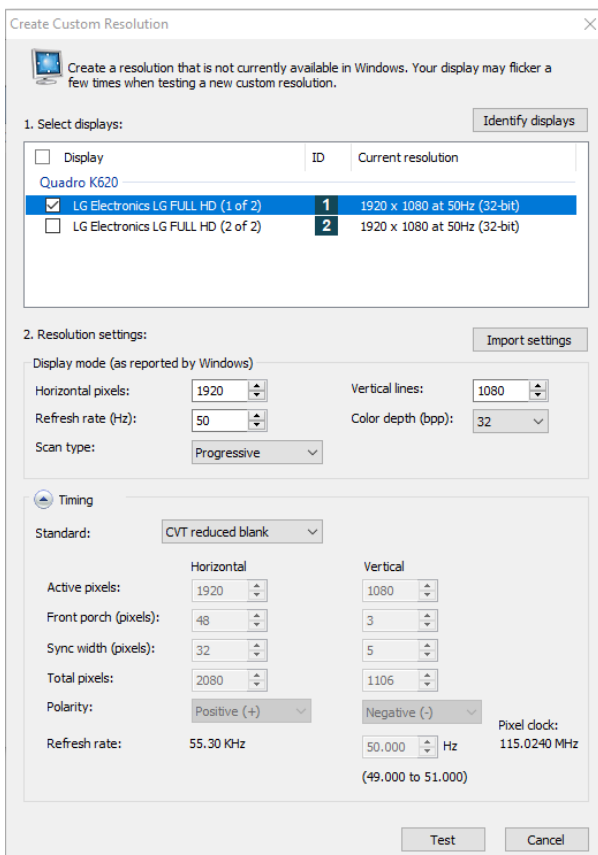 Create Custom Resolution
Create a resolution that is not currently available in Windows. Your display may flicker a
few times when testing a new custom resolution.
1. Select displays:
Identify displays
Display ID Current resolution
Quadro K620
LG Electronics LG FULL HD (1 of 2) 1 1920 x 1080 at 50Hz (32-bit)
LG Electronics LG FULL HD (2 of 2) 2 1920 x 1080 at 50Hz (32-bit)
2. Resolution settings:
Import settings
Display mode (as reported by Windows)
Horizontal pixels: 1920 Vertical lines: 1080
Refresh rate (Hz): 50 Color depth (bpp): 32
Scan type: Progressive
Timing
Standard: CVT reduced blank
Horizontal Vertical
Active pixels: 1920 1080
Front porch (pixels): 48 3
Sync width (pixels): 32 5
Total pixels: 2080 1106
Polarity: Positive (+) Negative (-)
Pixel clock:
Refresh rate: 55.30 KHz 50.000 Hz 115.0240 MHz
(49.000 to 51.000)
Test Cancel